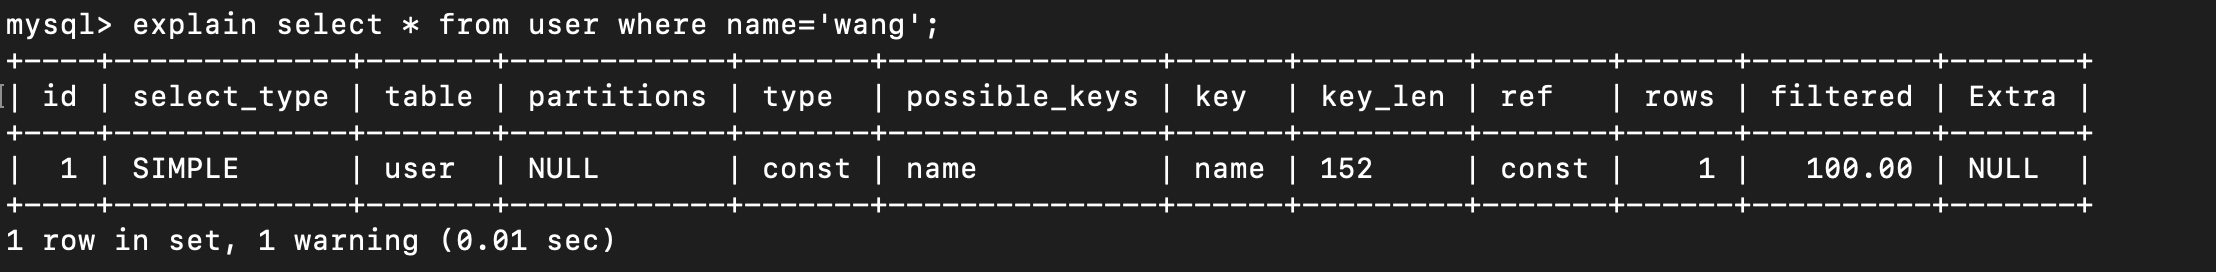 mysql> explain select * from user where name='wang';
+----+-------------+-------+------------+-------+---------------+------+---------+-------+------+----------+-------+
| id | select_type | table | partitions | type  | possible_keys | key  | key_len | ref   | rows | filtered | Extra |
+----+-------------+-------+------------+-------+---------------+------+---------+-------+------+----------+-------+
|  1 | SIMPLE      | user  | NULL       | const | name          | name | 152     | const |    1 |   100.00 | NULL  |
+----+-------------+-------+------------+-------+---------------+------+---------+-------+------+----------+-------+
1 row in set, 1 warning (0.01 sec)